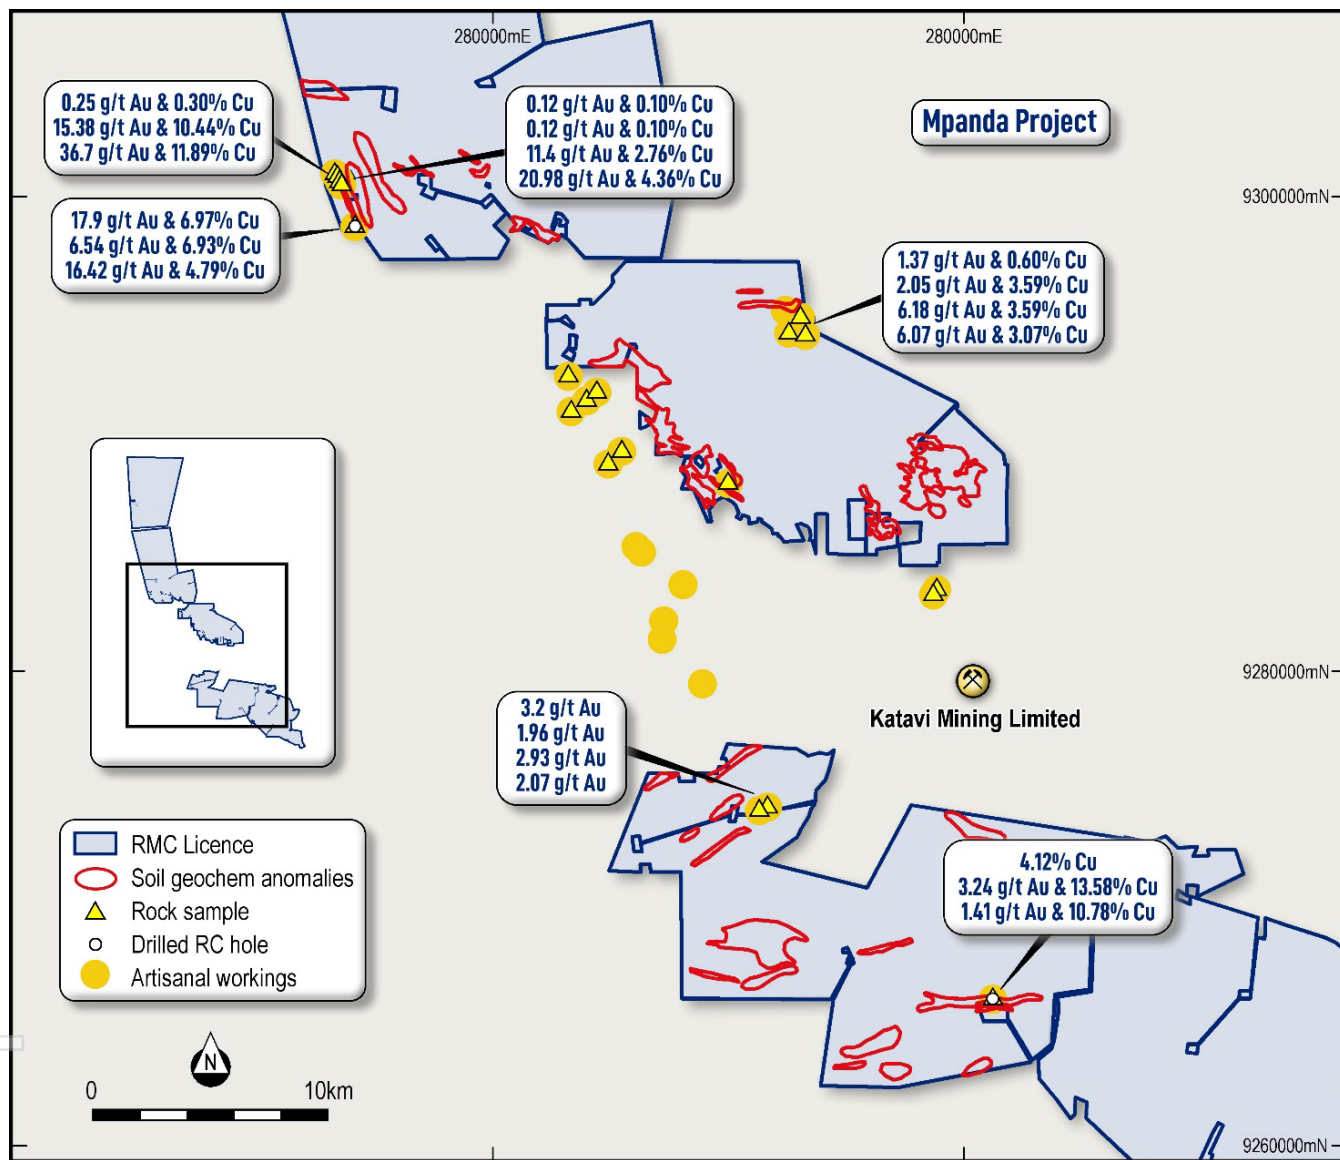 280000mE
280000mE
0.25 g/t Au & 0.30% Cu
15.38 g/t Au & 10.44% Cu
36.7 g/t Au & 11.89% Cu
0.12 g/t Au & 0.10% Cu
0.12 g/t Au & 0.10% Cu
11.4 g/t Au & 2.76% Cu
20.98 g/t Au & 4.36% Cu
Mpanda Project
9300000mN
17.9 g/t Au & 6.97% Cu
6.54 g/t Au & 6.93% Cu
16.42 g/t Au & 4.79% Cu
1.37 g/t Au & 0.60% Cu
2.05 g/t Au & 3.59% Cu
6.18 g/t Au & 3.59% Cu
6.07 g/t Au & 3.07% Cu
9280000mN
Katavi Mining Limited
3.2 g/t Au
1.96 g/t Au
2.93 g/t Au
2.07 g/t Au
RMC Licence
Soil geochem anomalies
Rock sample
Drilled RC hole
Artisanal workings
4.12% Cu
3.24 g/t Au & 13.58% Cu
1.41 g/t Au & 10.78% Cu
N
0 10km
9260000mN